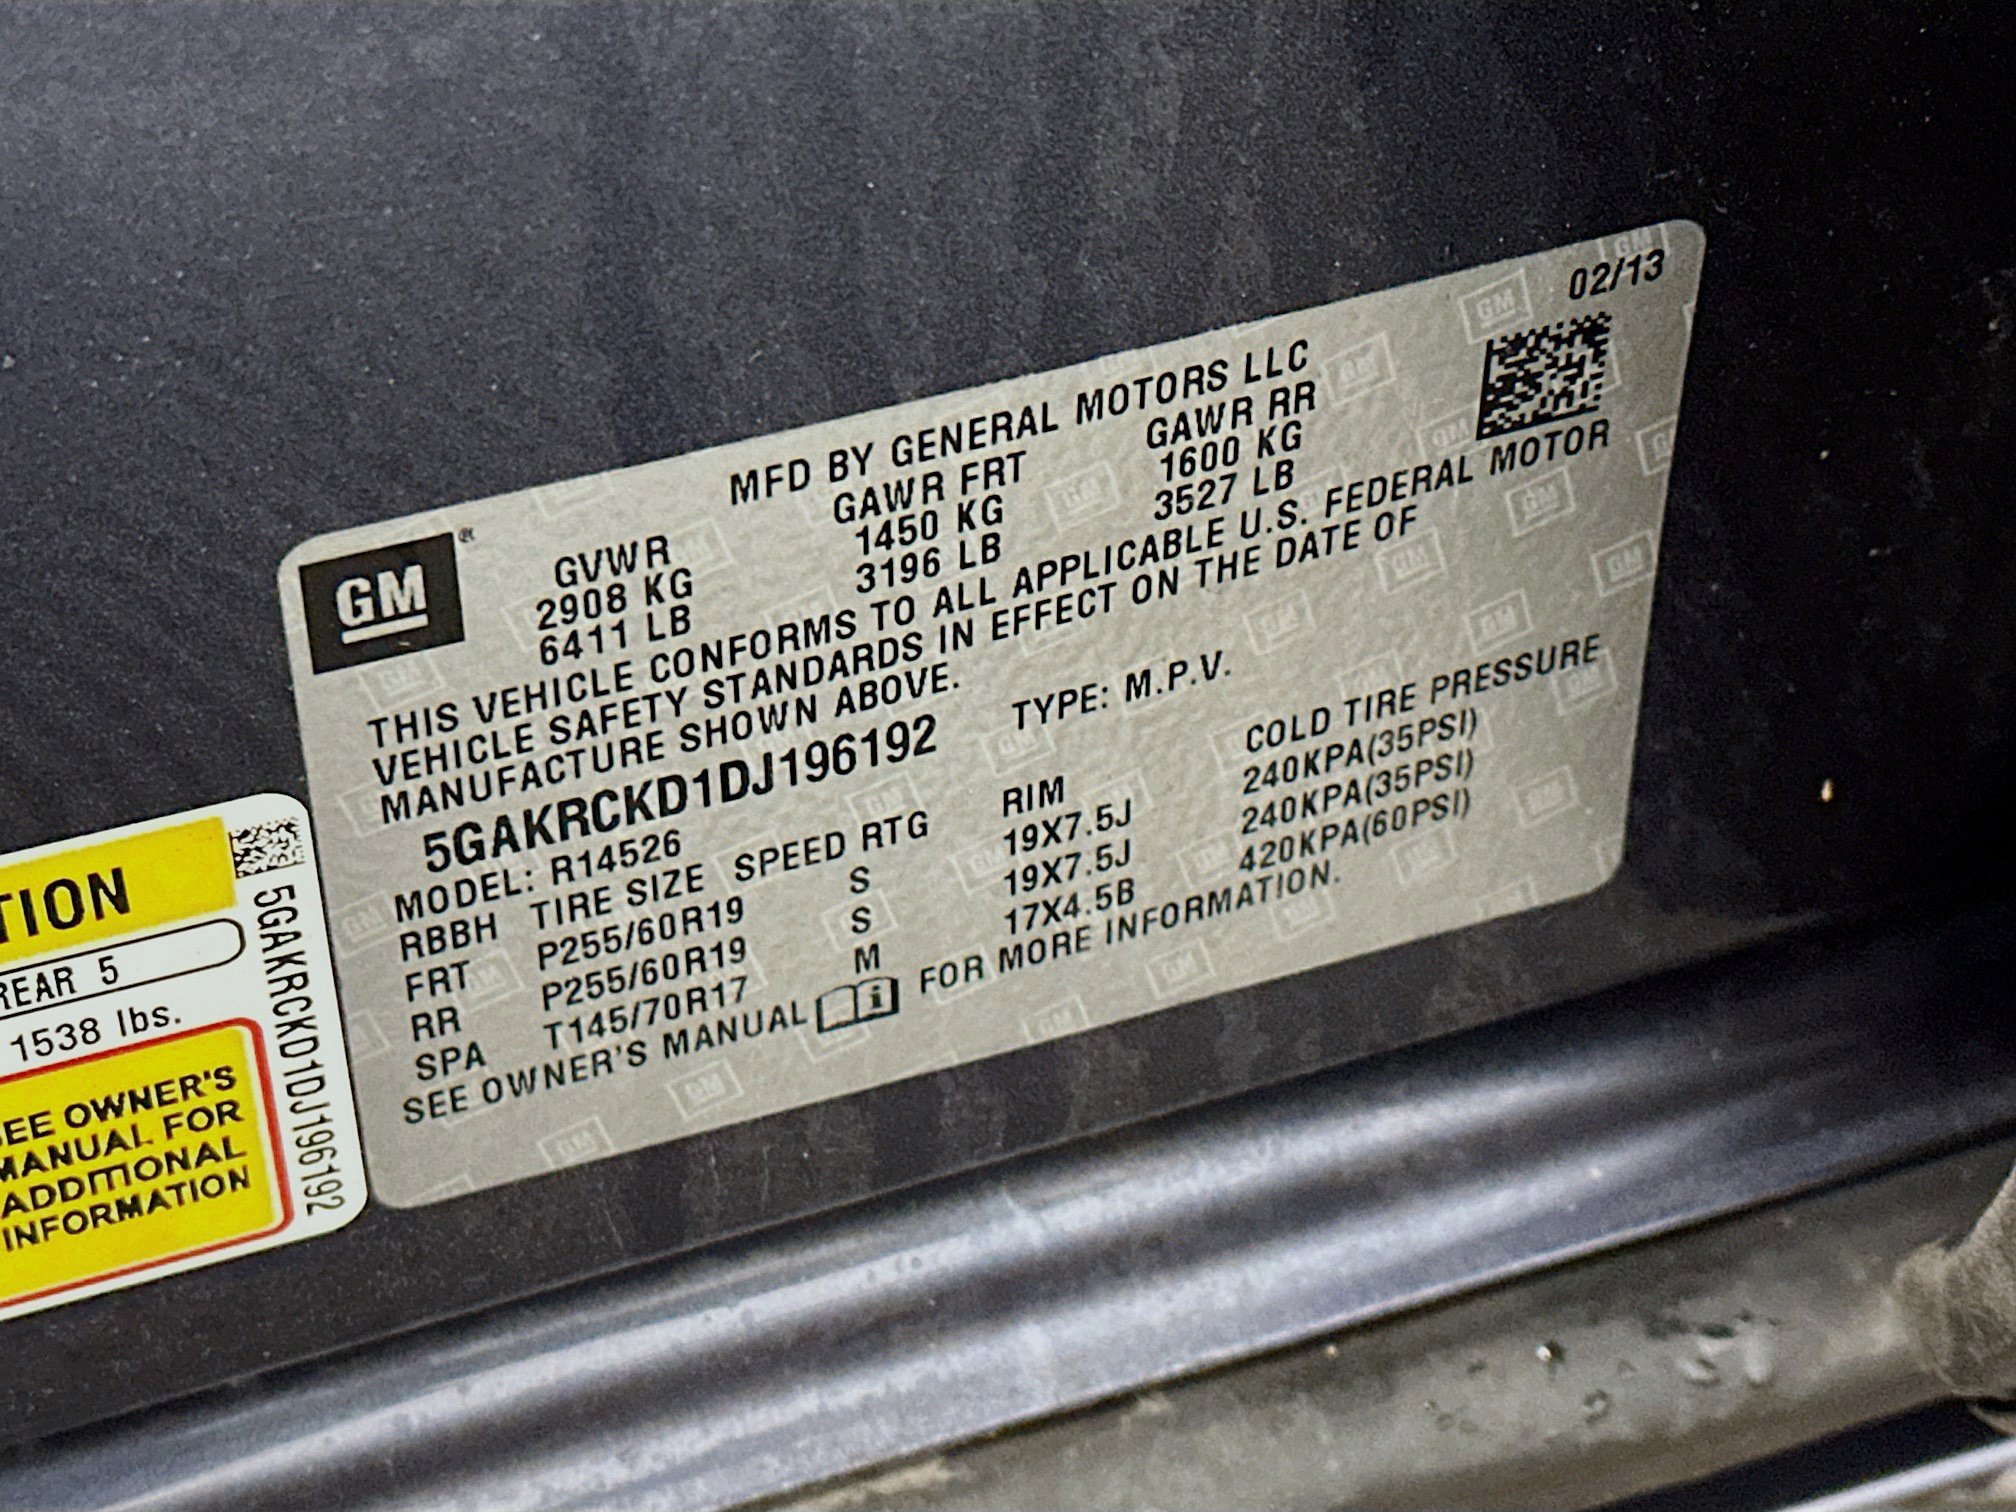 02/13
MFD BY GENERAL MOTORS LLC
GM
GVWR GAWR FRT GAWR RR
2908 KG 1450 KG 1600 KG
6411 LB 3196 LB 3527 LB
THIS VEHICLE CONFORMS TO ALL APPLICABLE U.S. FEDERAL MOTOR
VEHICLE SAFETY STANDARDS IN EFFECT ON THE DATE OF
MANUFACTURE SHOWN ABOVE.
5GAKRCKD1DJ196192 TYPE: M.P.V.
MODEL: R14526
RBBH TIRE SIZE SPEED RTG RIM COLD TIRE PRESSURE
FRT P255/60R19 S 19X7.5J 240KPA(35PSI)
RR P255/60R19 S 19X7.5J 240KPA(35PSI)
SPA T145/70R17 M 17X4.5B 420KPA(60PSI)
SEE OWNER'S MANUAL FOR MORE INFORMATION.
TION
REAR 5
1538 lbs.
SEE OWNER'S
MANUAL FOR
ADDITIONAL
INFORMATION
5GAKRCKD1DJ196192